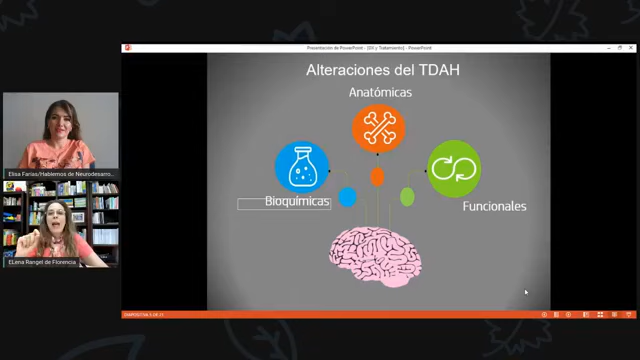 Presentación de PowerPoint - [DX y Tratamiento] - PowerPoint
Alteraciones del TDAH
Anatómicas
Bioquímicas
Funcionales
Elisa Farías/Hablemos de Neurodesarro...
ELena Rangel de Florencia